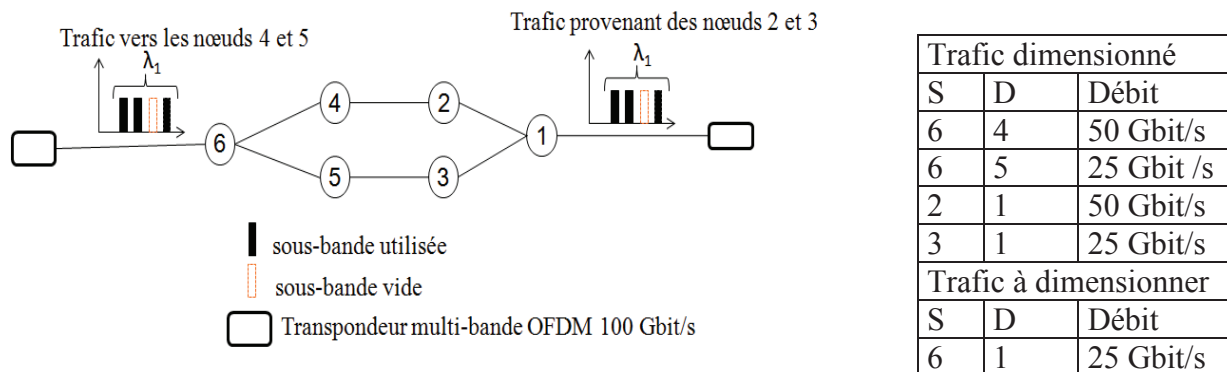 Trafic vers les nœuds 4 et 5
λ1
Trafic provenant des nœuds 2 et 3
λ1
4
2
6
1
5
3
sous-bande utilisée
sous-bande vide
Transpondeur multi-bande OFDM 100 Gbit/s
Trafic dimensionné
S D Débit
6 4 50 Gbit/s
6 5 25 Gbit /s
2 1 50 Gbit/s
3 1 25 Gbit/s
Trafic à dimensionner
S D Débit
6 1 25 Gbit/s